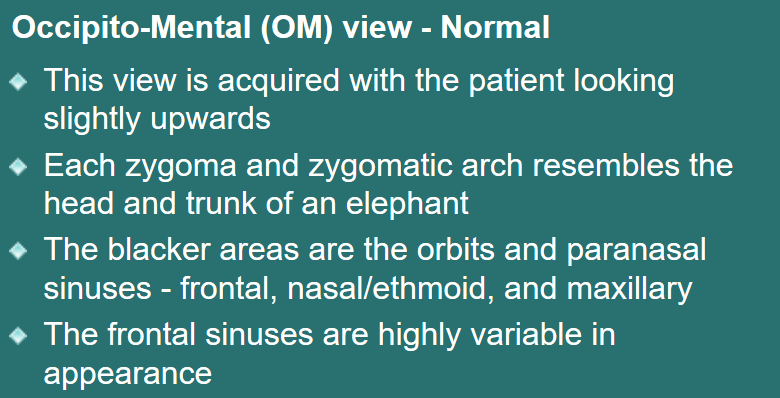 Occipito-Mental (OM) view - Normal
This view is acquired with the patient looking
slightly upwards
Each zygoma and zygomatic arch resembles the
head and trunk of an elephant
The blacker areas are the orbits and paranasal
sinuses - frontal, nasal/ethmoid, and maxillary
The frontal sinuses are highly variable in
appearance